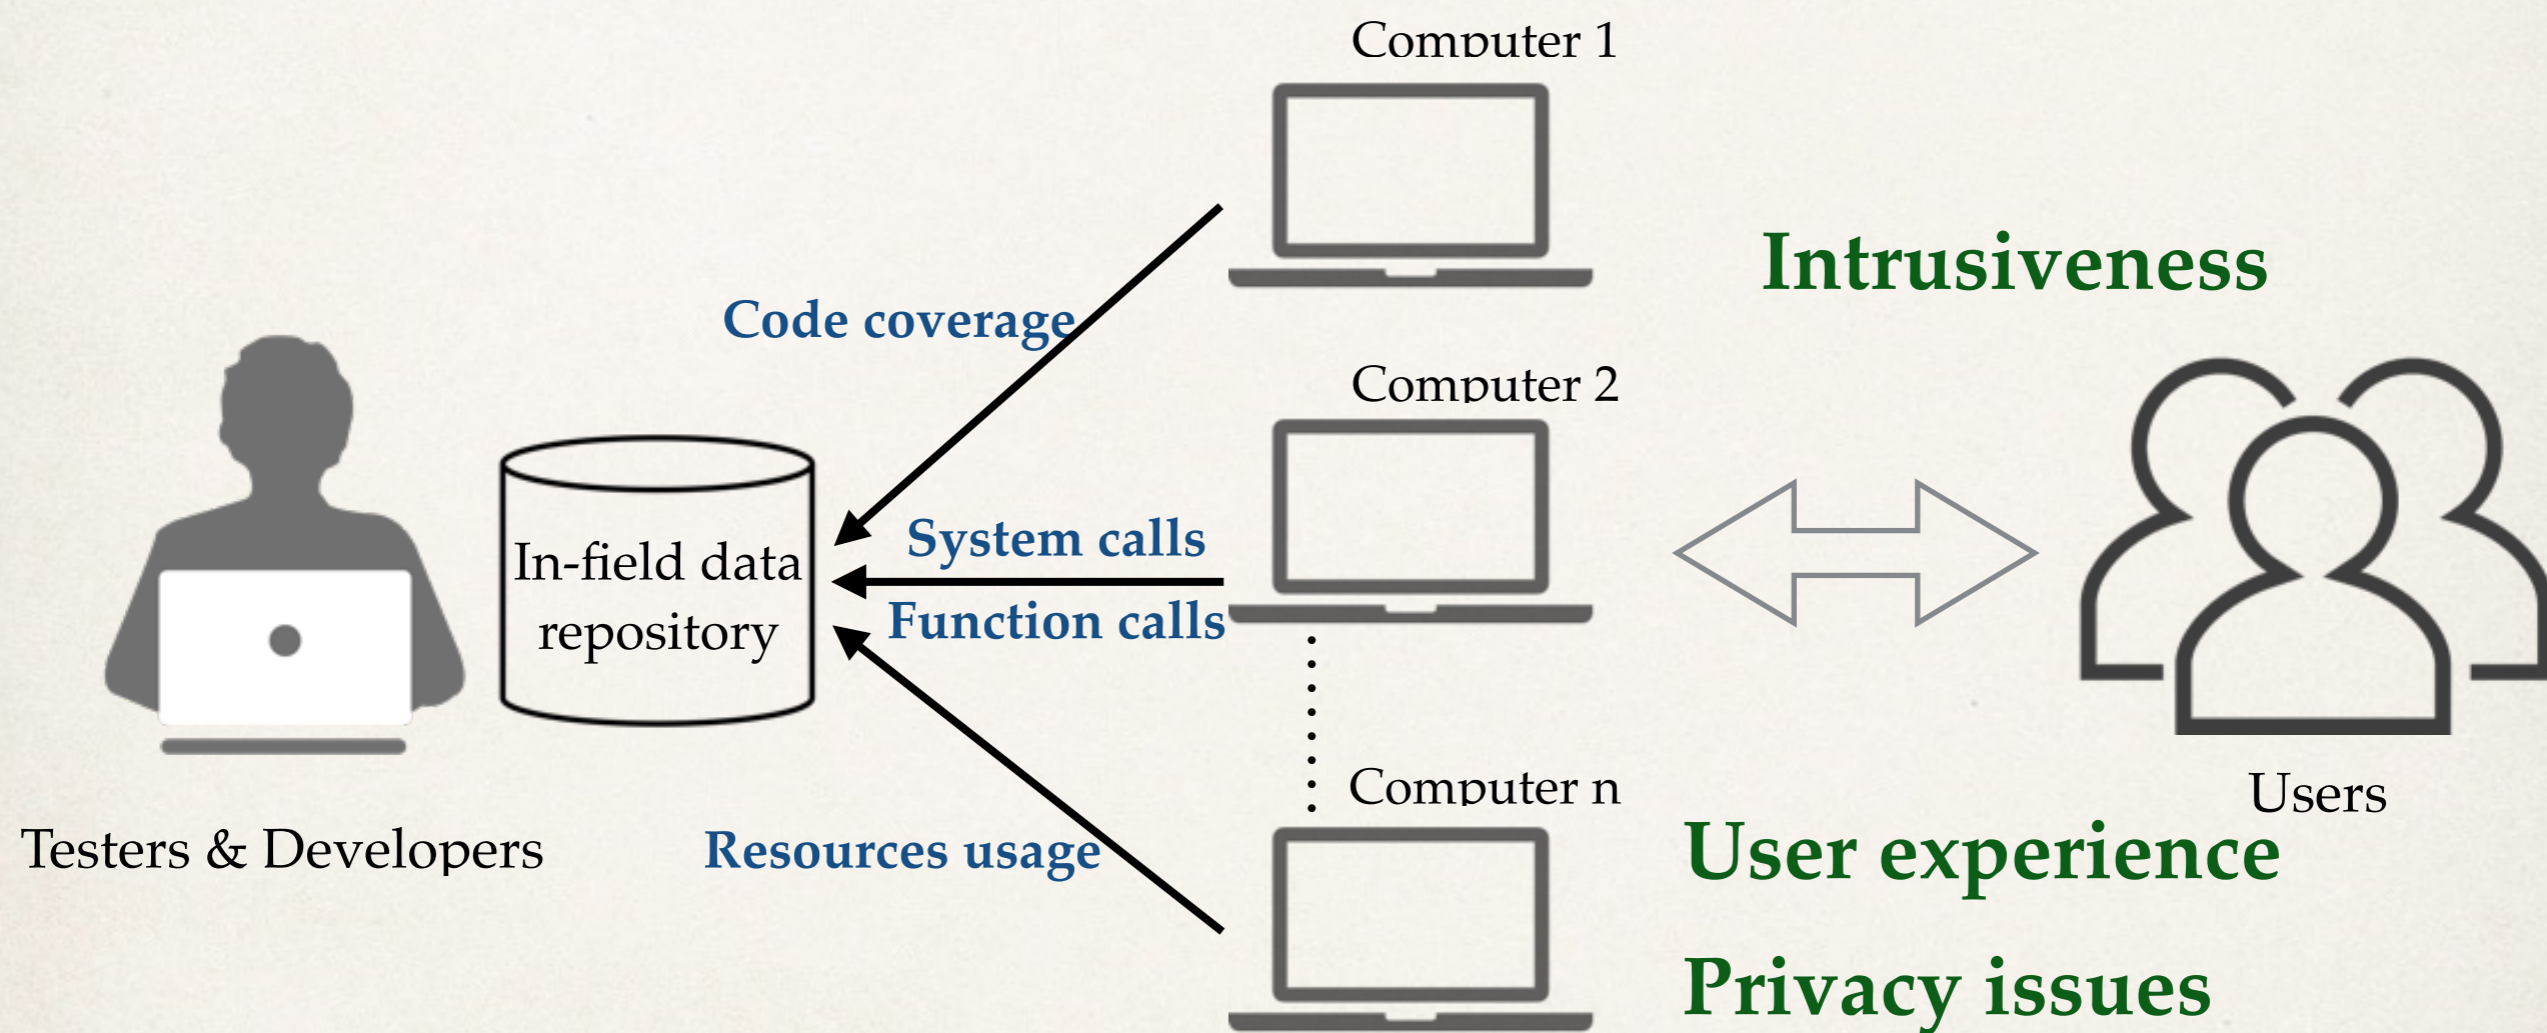 Computer 1
Intrusiveness
Code coverage
Computer 2
System calls
In-field data
repository
Function calls
Computer n
Users
Testers & Developers
Resources usage
User experience
Privacy issues